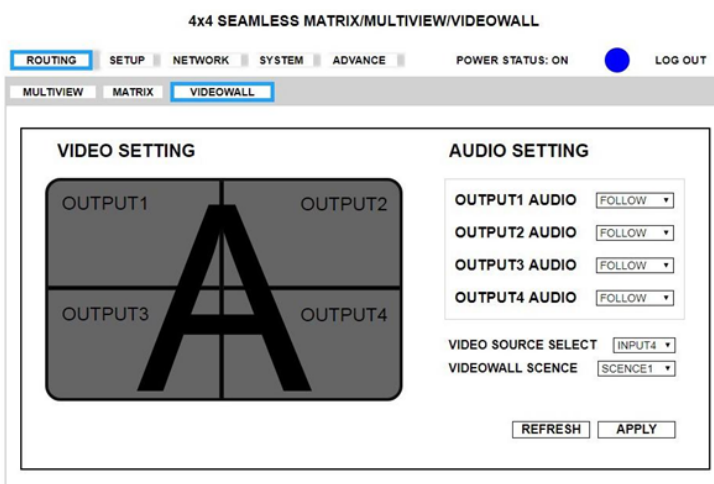 4x4 SEAMLESS MATRIX/MULTIVIEW/VIDEOWALL
ROUTING SETUP NETWORK SYSTEM ADVANCE POWER STATUS: ON LOG OUT
MULTIVIEW MATRIX VIDEOWALL
VIDEO SETTING
OUTPUT1 OUTPUT2
A
OUTPUT3 OUTPUT4
AUDIO SETTING
OUTPUT1 AUDIO FOLLOW
OUTPUT2 AUDIO FOLLOW
OUTPUT3 AUDIO FOLLOW
OUTPUT4 AUDIO FOLLOW
VIDEO SOURCE SELECT INPUT4
VIDEOWALL SCENCE SCENCE1
REFRESH APPLY